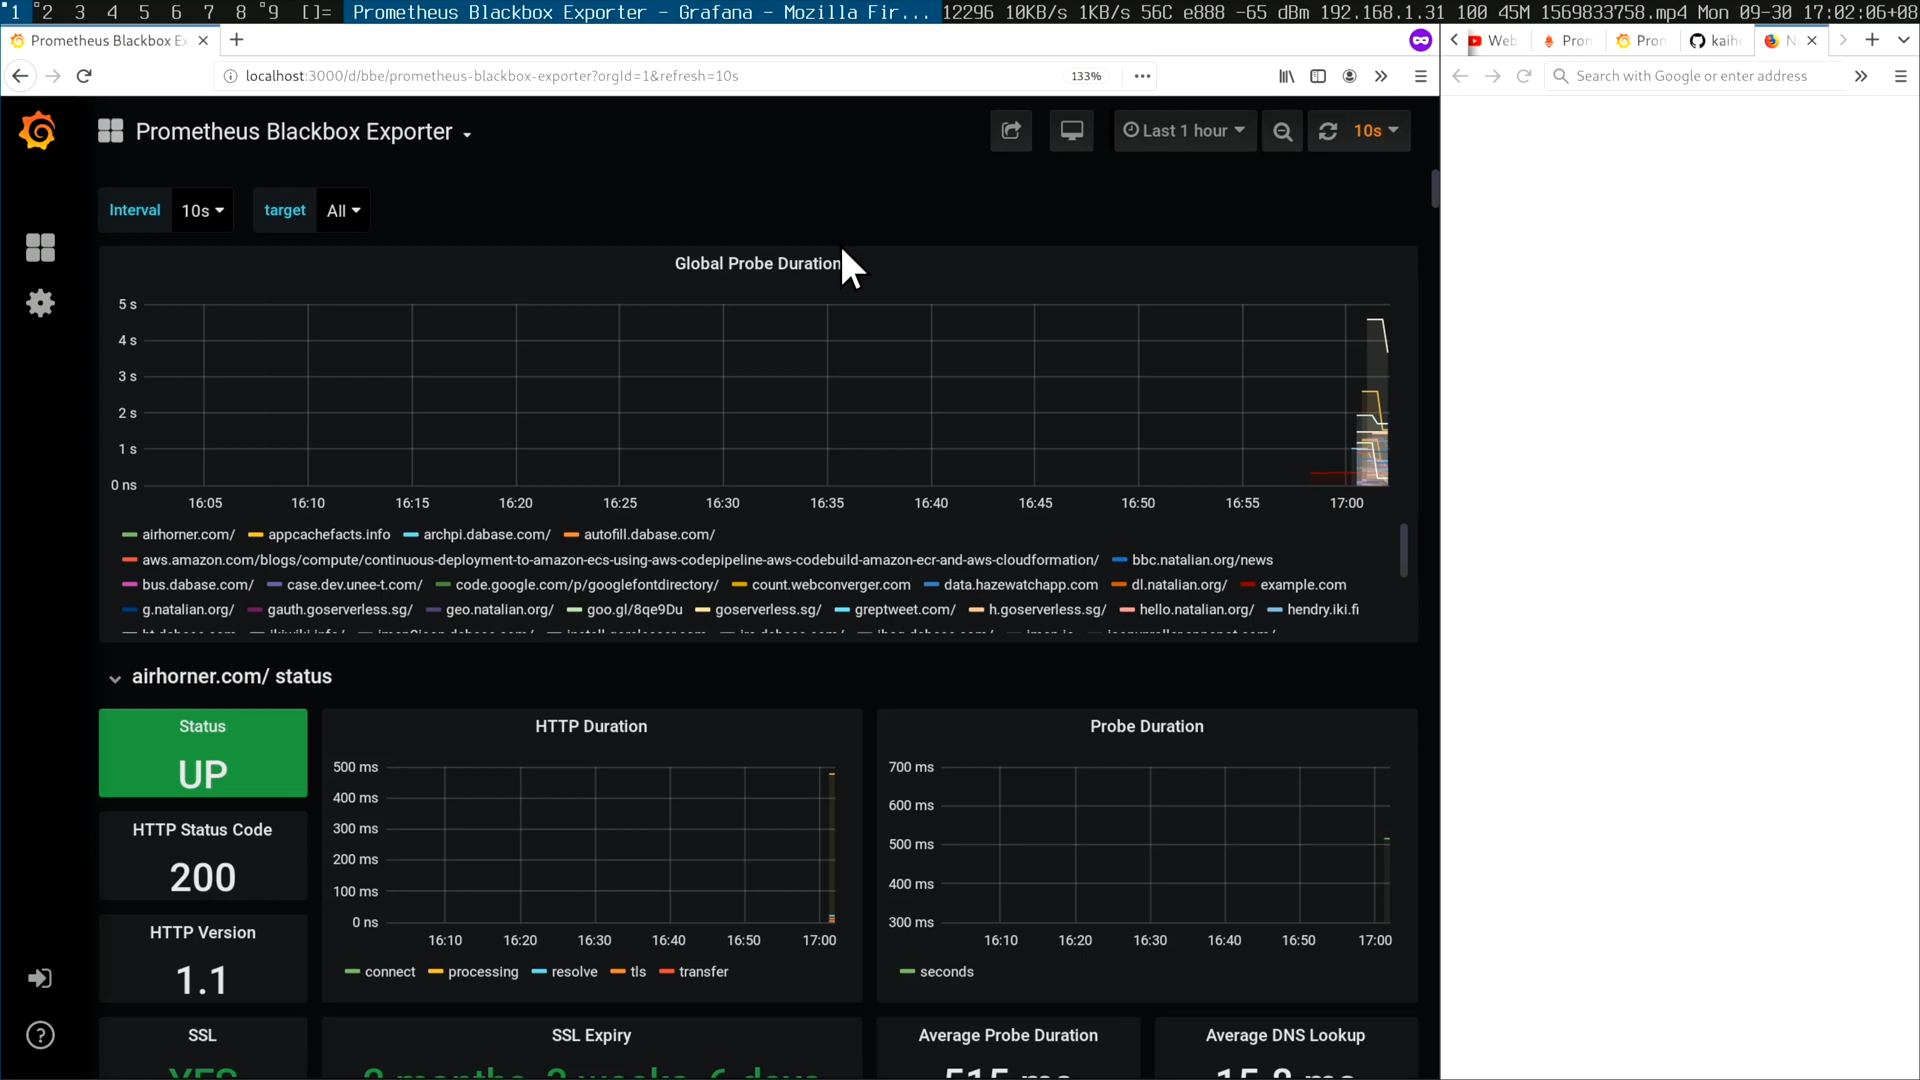 1 2 3 4 5 6 7 8 9 []= Prometheus Blackbox Exporter - Grafana - Mozilla Fir... 12296 10KB/s 1KB/s 56C e888 -65 dBm 192.168.1.31 100 45M 1569833758.mp4 Mon 09-30 17:02:06+08
Prometheus Blackbox Ex
Web Pron Pron kaih N
localhost:3000/d/bbe/prometheus-blackbox-exporter?orgId=1&refresh=10s 133%
Search with Google or enter address
Prometheus Blackbox Exporter
Last 1 hour 10s
Interval 10s target All
Global Probe Duration
5 s
4 s
3 s
2 s
1 s
0 ns
16:05 16:10 16:15 16:20 16:25 16:30 16:35 16:40 16:45 16:50 16:55 17:00
airhorner.com/ appcachefacts.info archpi.dabase.com/ autofill.dabase.com/
aws.amazon.com/blogs/compute/continuous-deployment-to-amazon-ecs-using-aws-codepipeline-aws-codebuild-amazon-ecr-and-aws-cloudformation/ bbc.natalian.org/news
bus.dabase.com/ case.dev.unee-t.com/ code.google.com/p/googlefontdirectory/ count.webconverger.com data.hazewatchapp.com dl.natalian.org/ example.com
g.natalian.org/ gauth.goserverless.sg/ geo.natalian.org/ goo.gl/8qe9Du goserverless.sg/ greptweet.com/ h.goserverless.sg/ hello.natalian.org/ hendry.iki.fi
airhorner.com/ status
Status
UP
HTTP Status Code
200
HTTP Version
1.1
SSL
YES
HTTP Duration
500 ms
400 ms
300 ms
200 ms
100 ms
0 ns
16:10 16:20 16:30 16:40 16:50 17:00
connect processing resolve tls transfer
Probe Duration
700 ms
600 ms
500 ms
400 ms
300 ms
16:10 16:20 16:30 16:40 16:50 17:00
seconds
SSL Expiry
Average Probe Duration
515 ms
Average DNS Lookup